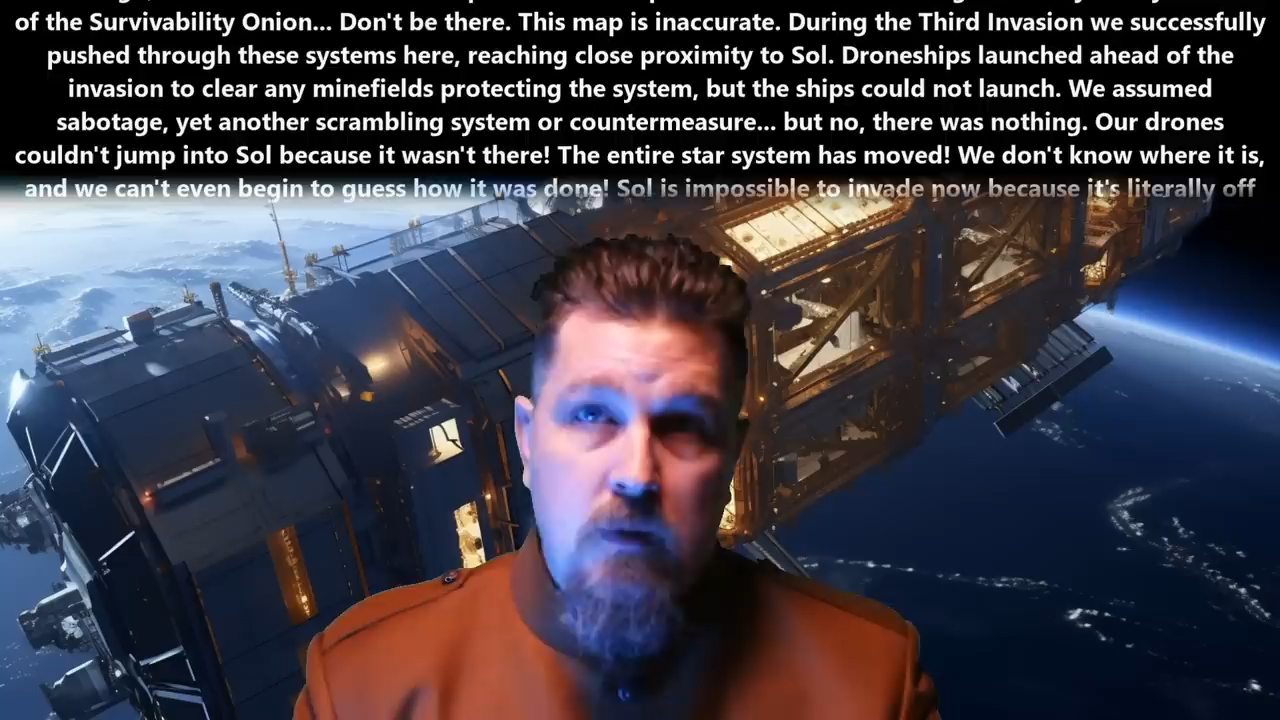 of the Survivability Onion... Don't be there. This map is inaccurate. During the Third Invasion we successfully
pushed through these systems here, reaching close proximity to Sol. Droneships launched ahead of the
invasion to clear any minefields protecting the system, but the ships could not launch. We assumed
sabotage, yet another scrambling system or countermeasure... but no, there was nothing. Our drones
couldn't jump into Sol because it wasn't there! The entire star system has moved! We don't know where it is,
and we can't even begin to guess how it was done! Sol is impossible to invade now because it's literally off